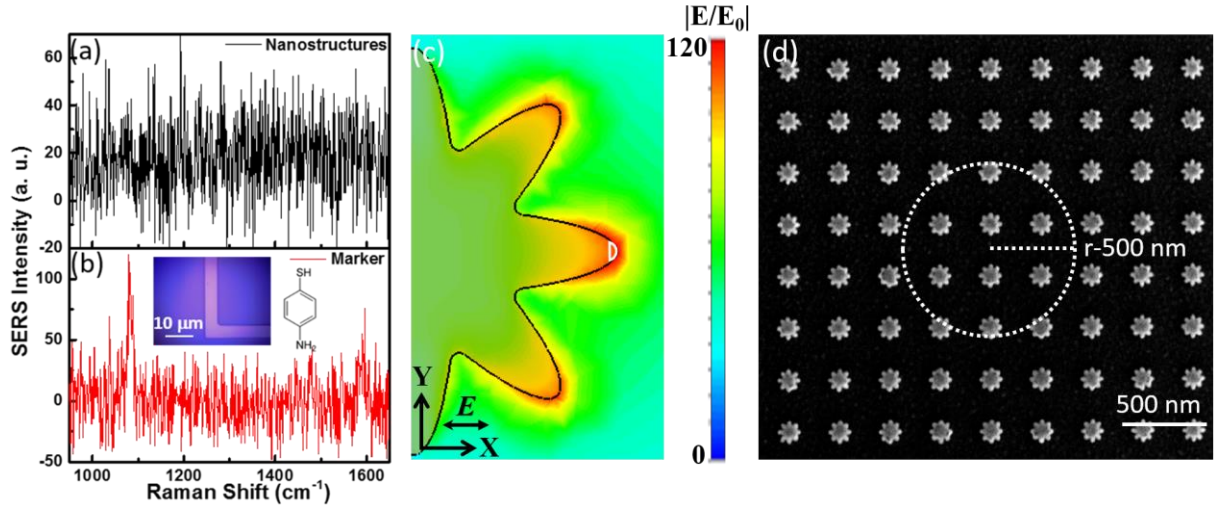 (a)
Nanostructures
60
40
20
0
-20
(b)
Marker
100
50
0
-50
SERS Intensity (a. u.)
10 µm
SH
NH₂
1000
1200
1400
1600
Raman Shift (cm⁻¹)
(c)
|E/E₀|
120
0
Y
E
X
(d)
r-500 nm
500 nm